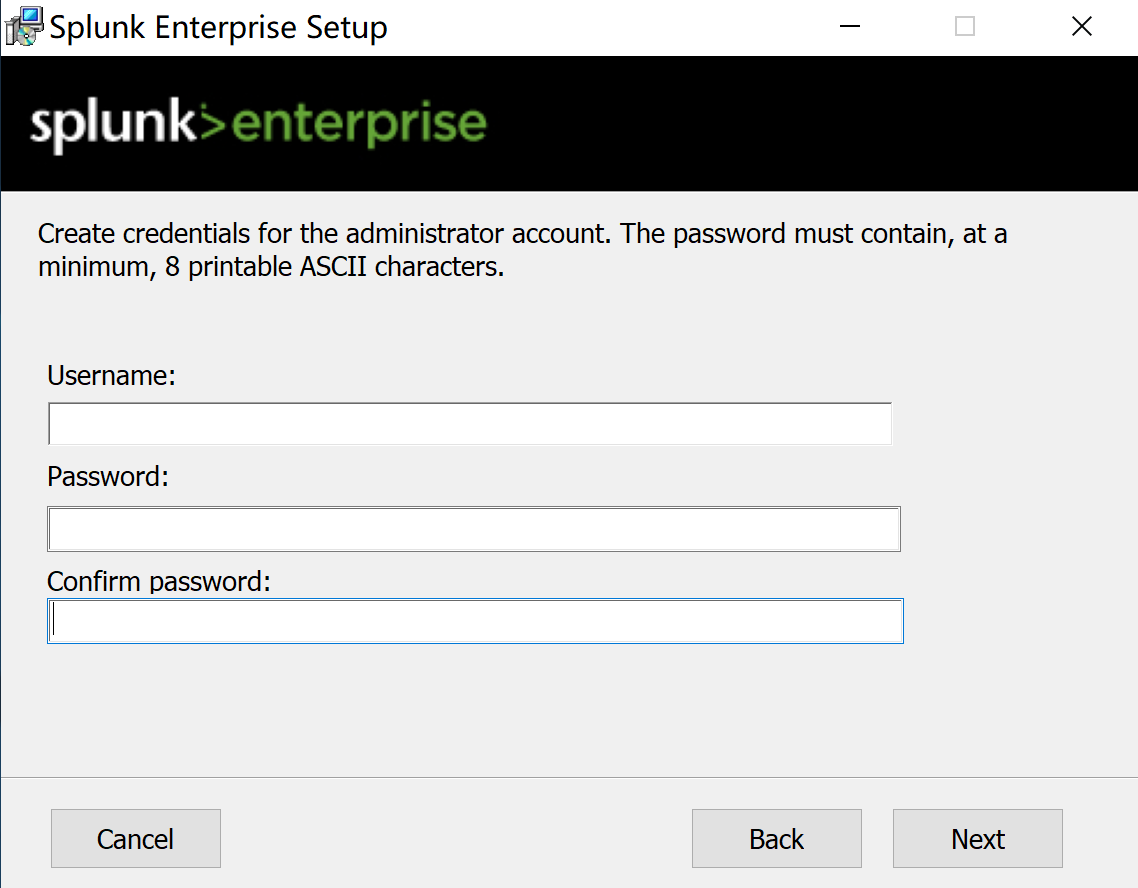 Splunk Enterprise Setup
splunk>enterprise
Create credentials for the administrator account. The password must contain, at a
minimum, 8 printable ASCII characters.
Username:
Password:
Confirm password:
Cancel
Back
Next